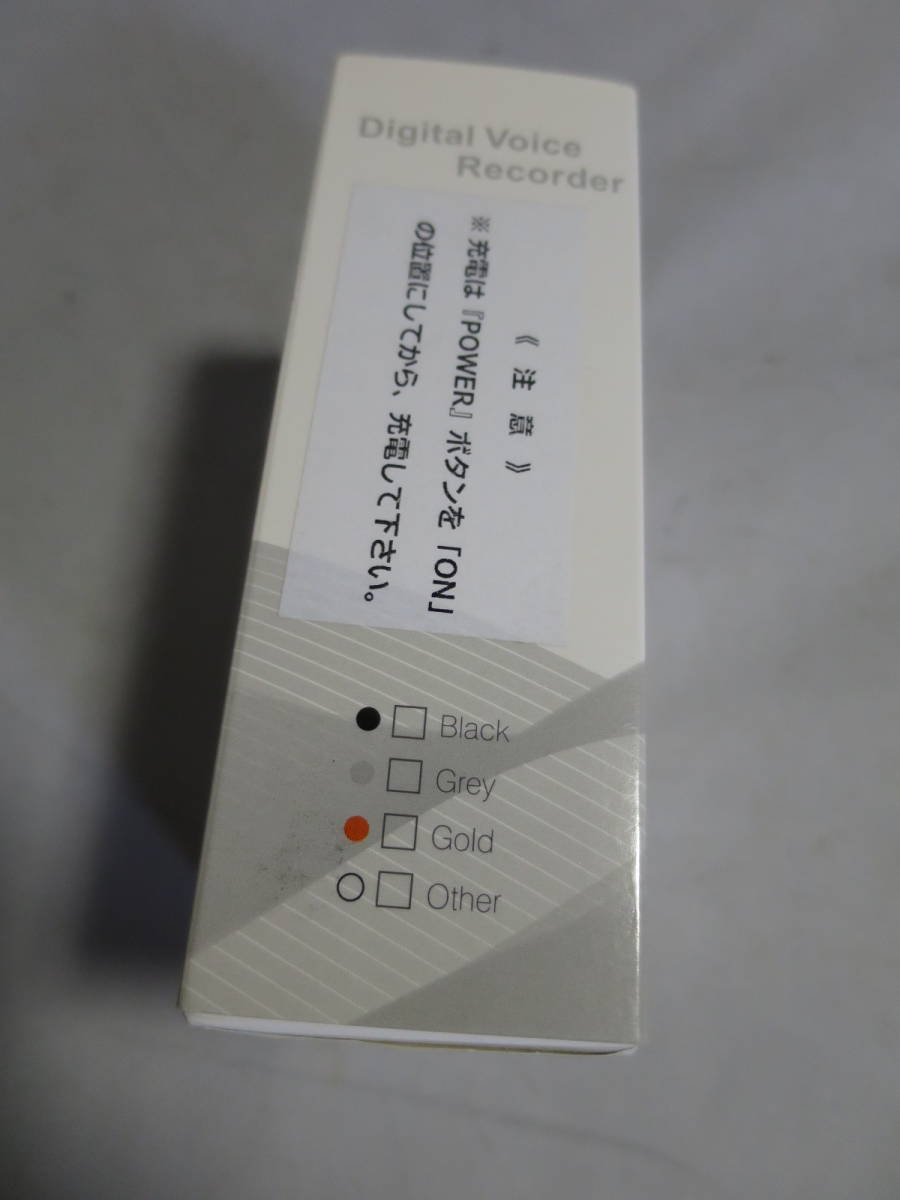 Digital Voice
Recorder
《 注 意 》
※ 充電は『POWER』ボタンを「ON」
の位置にしてから、充電して下さい。
Black
Grey
Gold
Other